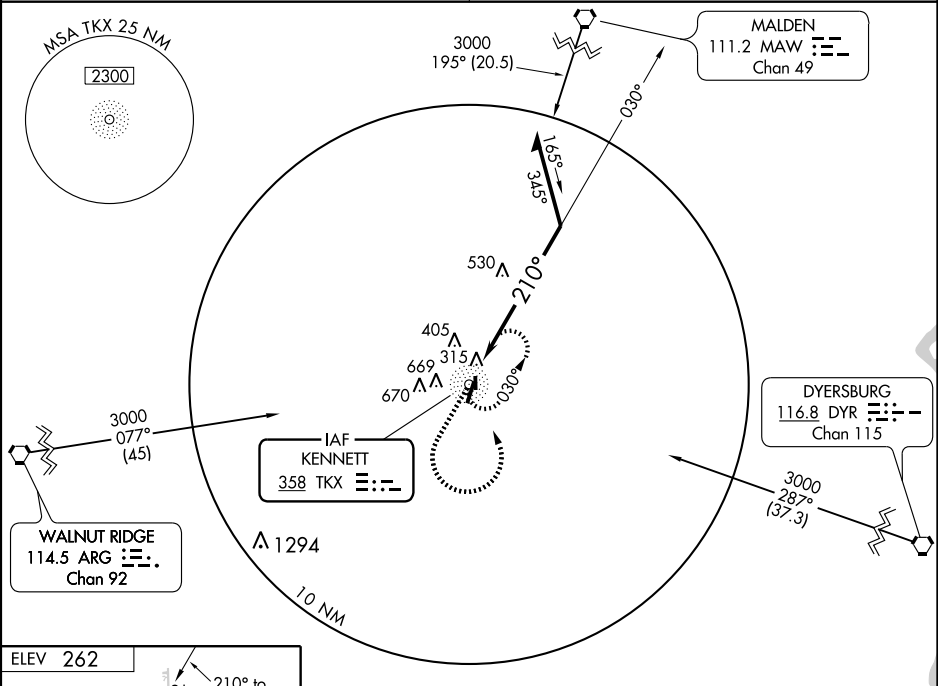 MSA TKX 25 NM
2300
3000
195° (20.5)
MALDEN
111.2 MAW
Chan 49
030°
165°
345°
210°
530
405
315
669
670
030°
IAF
KENNETT
358 TKX
3000
077°
(45)
WALNUT RIDGE
114.5 ARG
Chan 92
DYERSBURG
116.8 DYR
Chan 115
3000
287°
(37.3)
1294
10 NM
ELEV 262
210° to